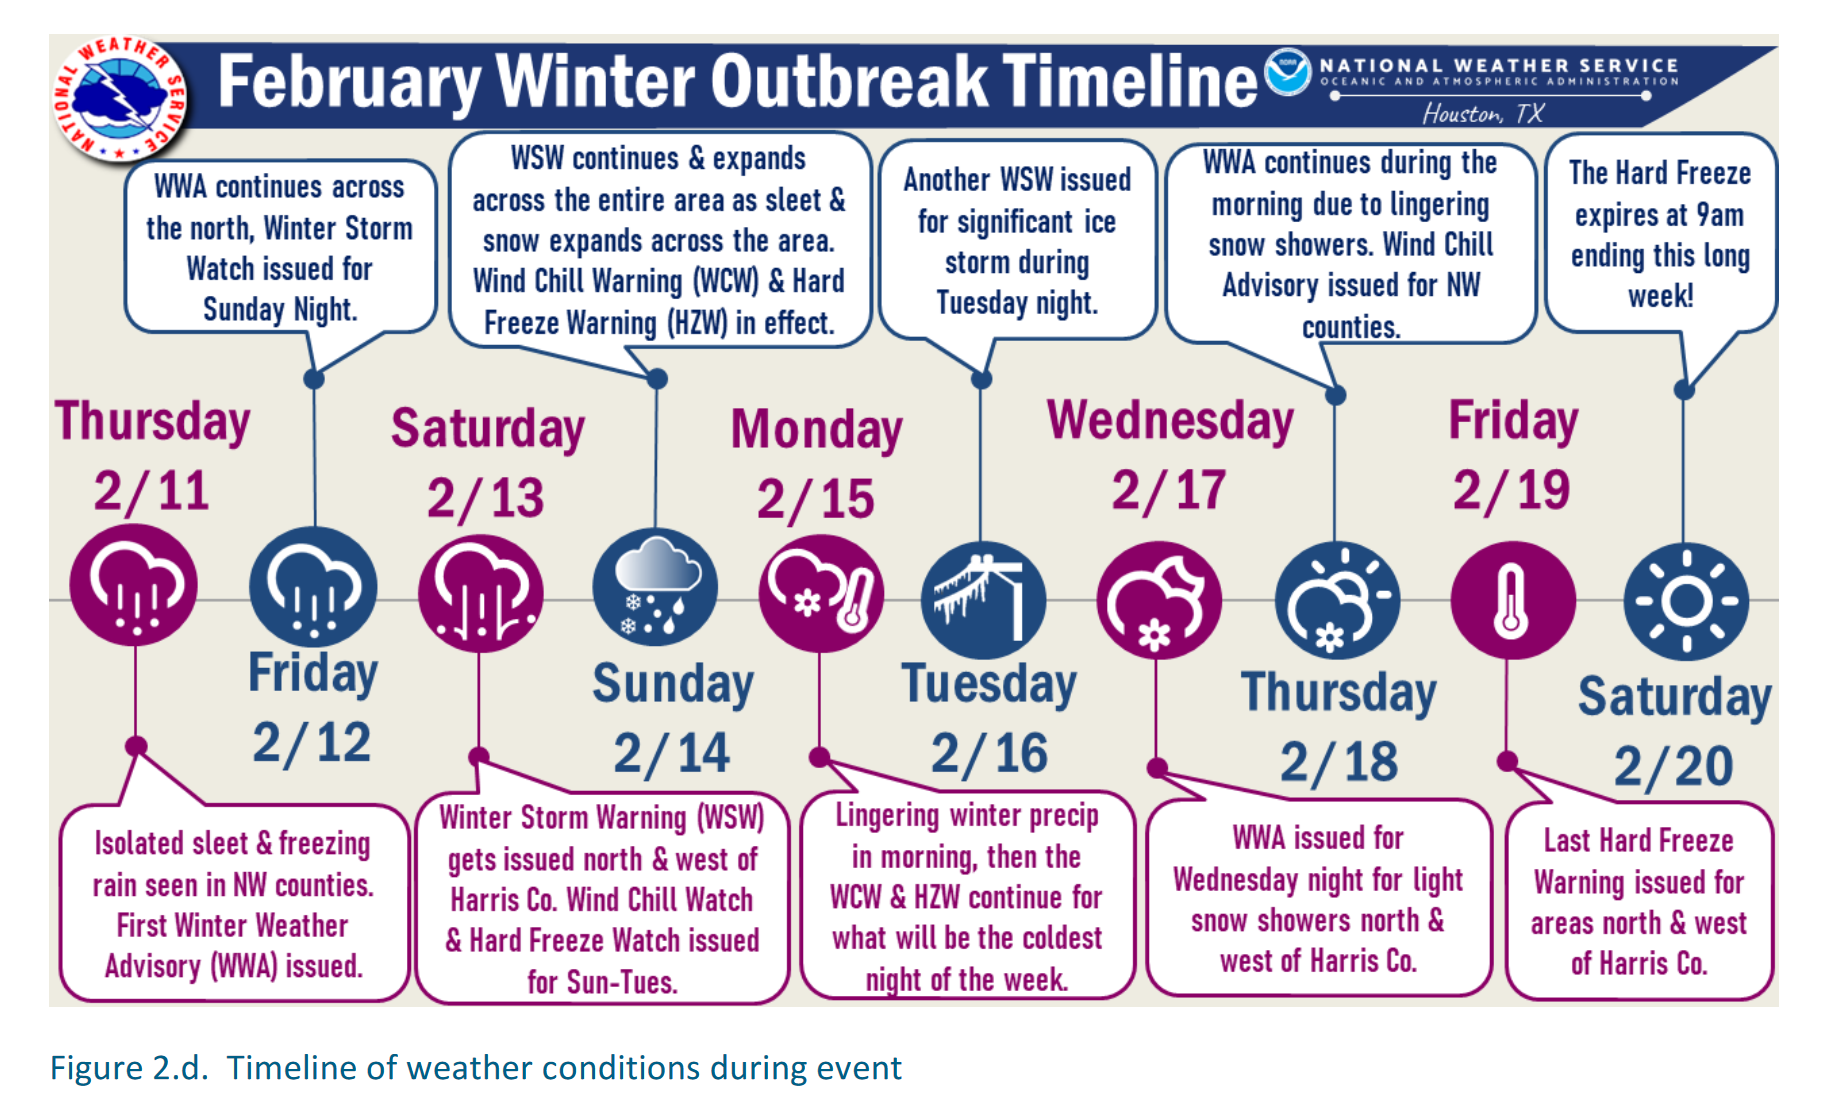 NATIONAL WEATHER SERVICE
February Winter Outbreak Timeline
NOAA
NATIONAL WEATHER SERVICE
OCEANIC AND ATMOSPHERIC ADMINISTRATION
Houston, TX
WWA continues across
the north, Winter Storm
Watch issued for
Sunday Night.
WSW continues & expands
across the entire area as sleet &
snow expands across the area.
Wind Chill Warning (WCW) & Hard
Freeze Warning (HZW) in effect.
Another WSW issued
for significant ice
storm during
Tuesday night.
WWA continues during the
morning due to lingering
snow showers. Wind Chill
Advisory issued for NW
counties.
The Hard Freeze
expires at 9am
ending this long
week!
Thursday
2/11
Saturday
2/13
Monday
2/15
Wednesday
2/17
Friday
2/19
Friday
2/12
Sunday
2/14
Tuesday
2/16
Thursday
2/18
Saturday
2/20
Isolated sleet & freezing
rain seen in NW counties.
First Winter Weather
Advisory (WWA) issued.
Winter Storm Warning (WSW)
gets issued north & west of
Harris Co. Wind Chill Watch
& Hard Freeze Watch issued
for Sun-Tues.
Lingering winter precip
in morning, then the
WCW & HZW continue for
what will be the coldest
night of the week.
WWA issued for
Wednesday night for light
snow showers north &
west of Harris Co.
Last Hard Freeze
Warning issued for
areas north & west
of Harris Co.
Figure 2.d. Timeline of weather conditions during event